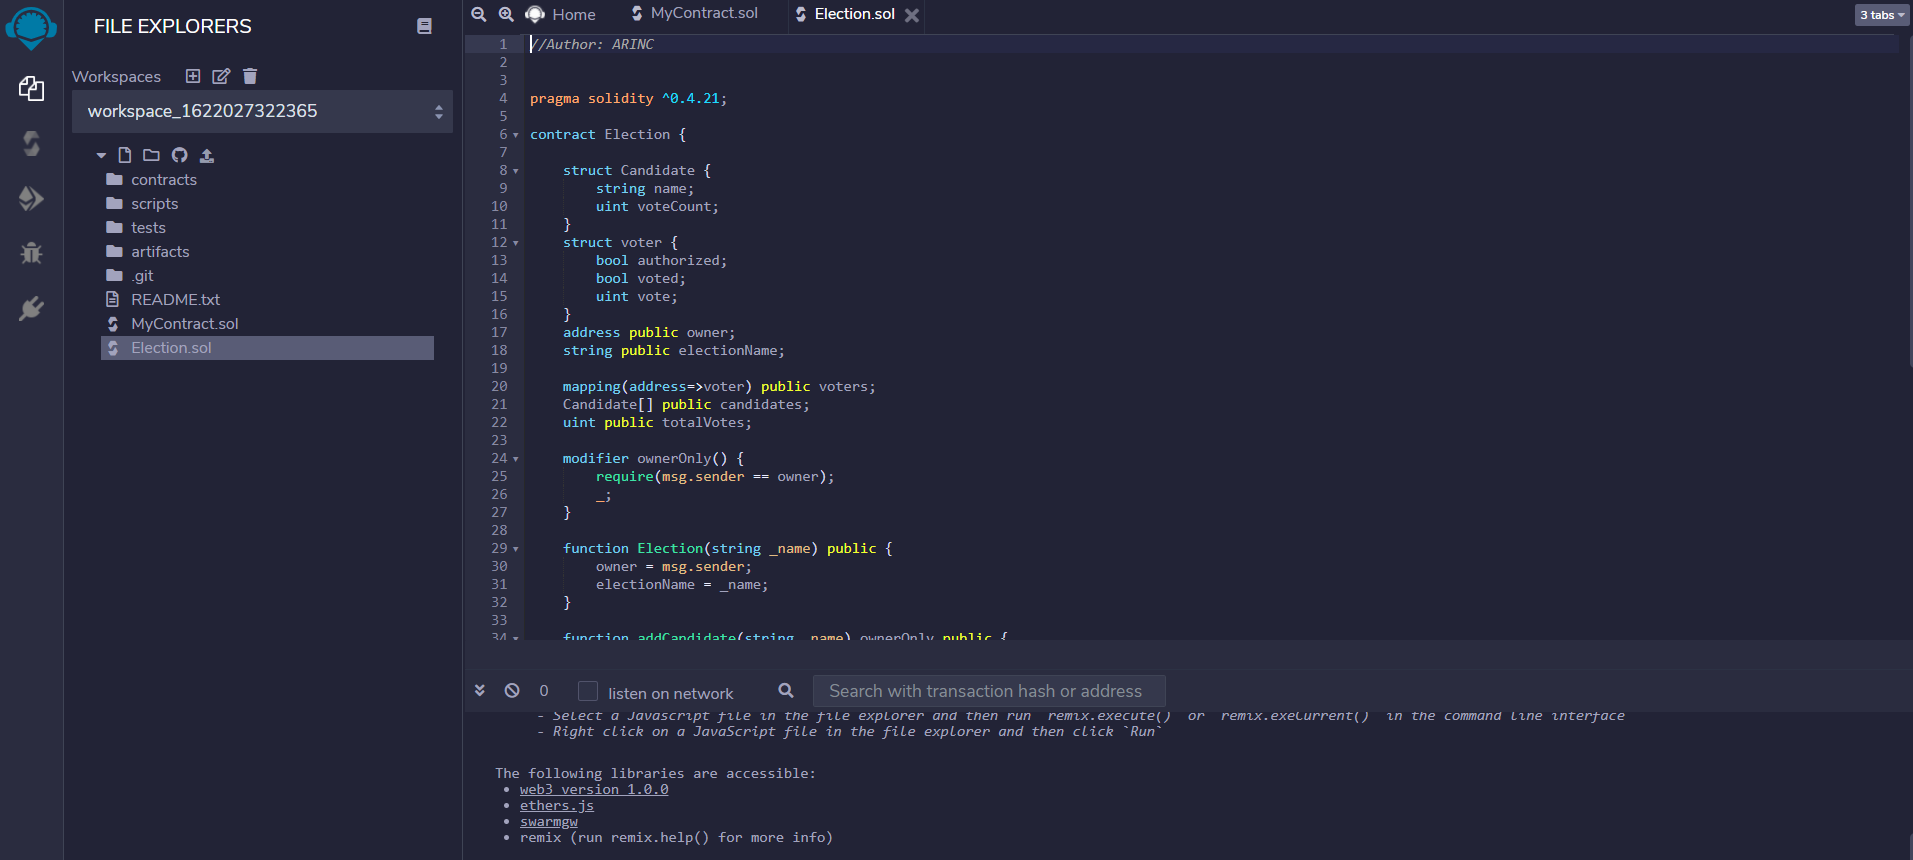 FILE EXPLORERS
Workspaces
workspace_1622027322365
contracts
scripts
tests
artifacts
.git
README.txt
MyContract.sol
Election.sol
Home
MyContract.sol
Election.sol
3 tabs
1 //Author: ARINC
2
3
4 pragma solidity ^0.4.21;
5
6 contract Election {
7
8 struct Candidate {
9 string name;
10 uint voteCount;
11 }
12 struct voter {
13 bool authorized;
14 bool voted;
15 uint vote;
16 }
17 address public owner;
18 string public electionName;
19
20 mapping(address=>voter) public voters;
21 Candidate[] public candidates;
22 uint public totalVotes;
23
24 modifier ownerOnly() {
25 require(msg.sender == owner);
26 _;
27 }
28
29 function Election(string _name) public {
30 owner = msg.sender;
31 electionName = _name;
32 }
33
34 function addCandidate(string _name) ownerOnly public {
0
listen on network
Search with transaction hash or address
- Select a Javascript file in the file explorer and then run `remix.execute()` or `remix.exeCurrent()` in the command line interface
- Right click on a JavaScript file in the file explorer and then click `Run`
The following libraries are accessible:
• web3 version 1.0.0
• ethers.js
• swarmgw
• remix (run remix.help() for more info)